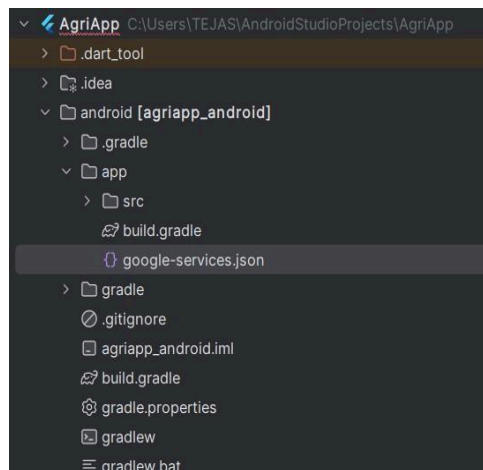 AgriApp C:\Users\TEJAS\AndroidStudioProjects\AgriApp
.dart_tool
.idea
android [agriapp_android]
.gradle
app
src
build.gradle
google-services.json
gradle
.gitignore
agriapp_android.iml
build.gradle
gradle.properties
gradlew
gradlew.bat